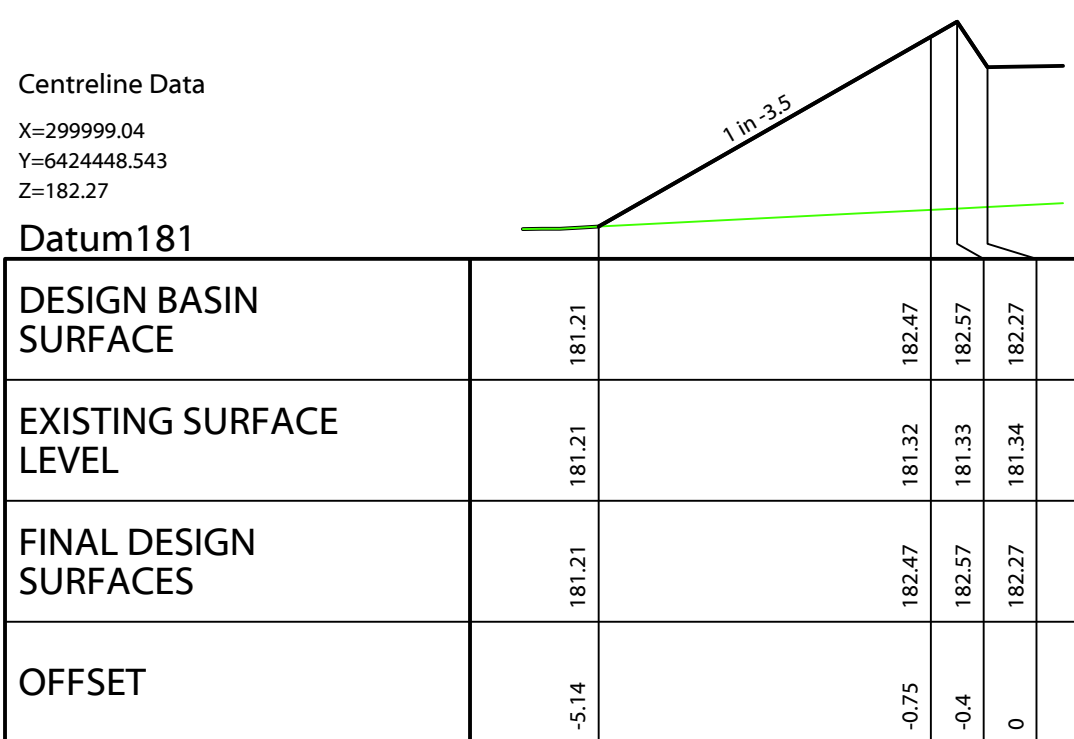 Centreline Data
X=299999.04
Y=6424448.543
Z=182.27
1 in -3.5
Datum181
DESIGN BASIN
SURFACE
181.21 182.47 182.57 182.27
EXISTING SURFACE
LEVEL
181.21 181.32 181.33 181.34
FINAL DESIGN
SURFACES
181.21 182.47 182.57 182.27
OFFSET
-5.14 -0.75 -0.4 0